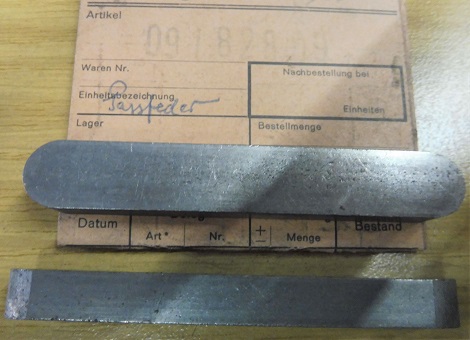 Artikel
Waren Nr.
Nachbestellung bei
Einheitsbezeichnung
Passfeder
Einheiten
Lager
Bestellmenge
Datum
Art*
Nr.
+
−
Menge
Bestand